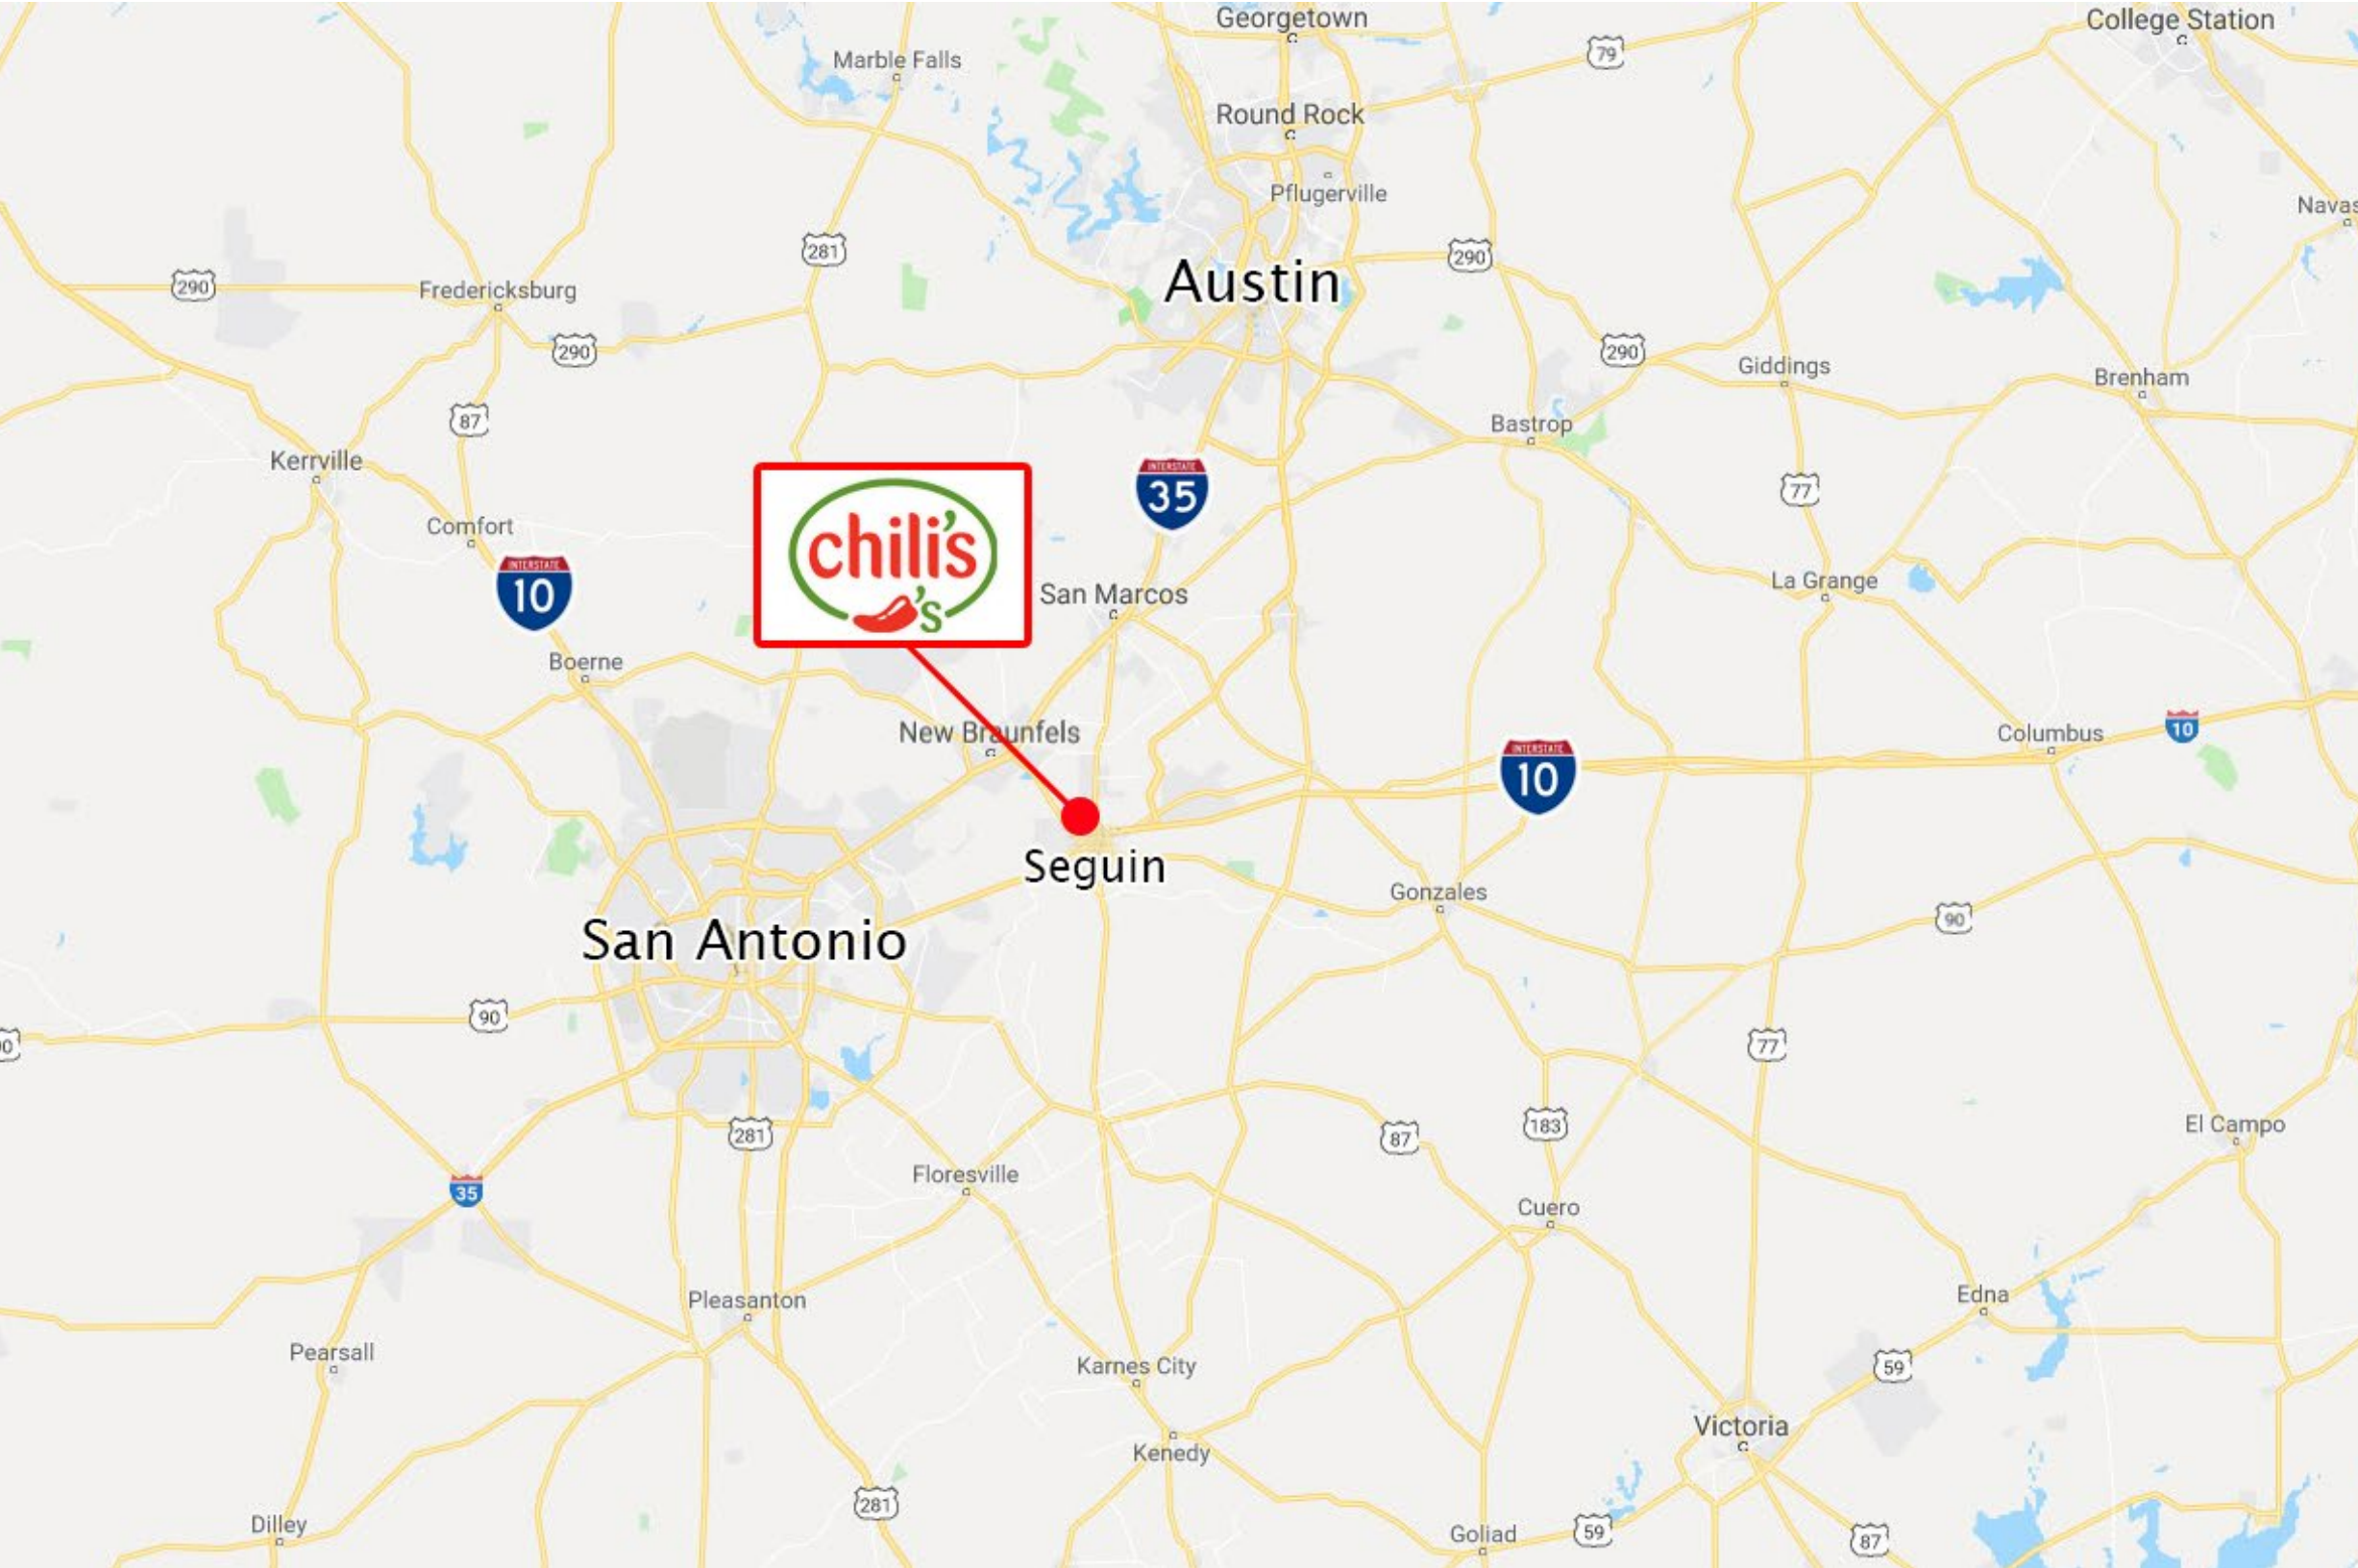 Georgetown
College Station
79
Marble Falls
Round Rock
Pflugerville
Navas
281
290
Austin
290
Fredericksburg
290
290
Giddings
Brenham
87
Bastrop
Kerrville
INTERSTATE
35
77
chili's
's
Comfort
INTERSTATE
10
San Marcos
La Grange
Boerne
New Braunfels
Columbus
10
INTERSTATE
10
Seguin
Gonzales
90
San Antonio
90
0
77
281
87
183
El Campo
Floresville
35
Cuero
Pleasanton
Edna
Pearsall
Karnes City
59
Victoria
Kenedy
281
Dilley
Goliad
59
87